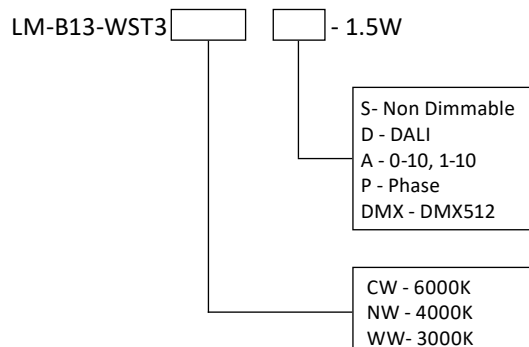 LM-B13-WST3 - 1.5W
S- Non Dimmable
D - DALI
A - 0-10, 1-10
P - Phase
DMX - DMX512
CW - 6000K
NW - 4000K
WW- 3000K